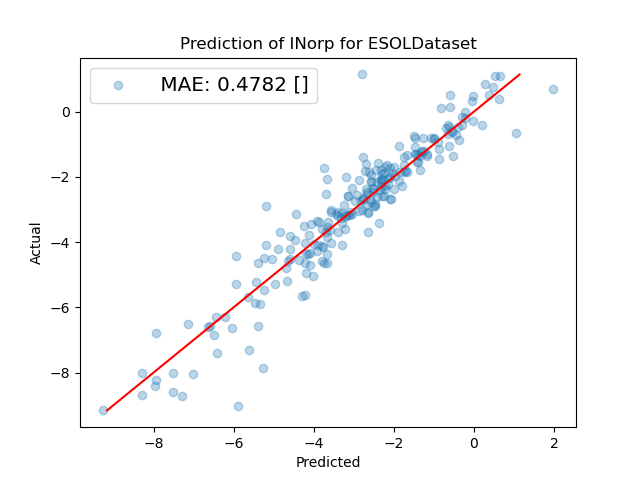 Prediction of INorp for ESOLDataset
MAE: 0.4782 []
Actual
0
−2
−4
−6
−8
−8 −6 −4 −2 0 2
Predicted